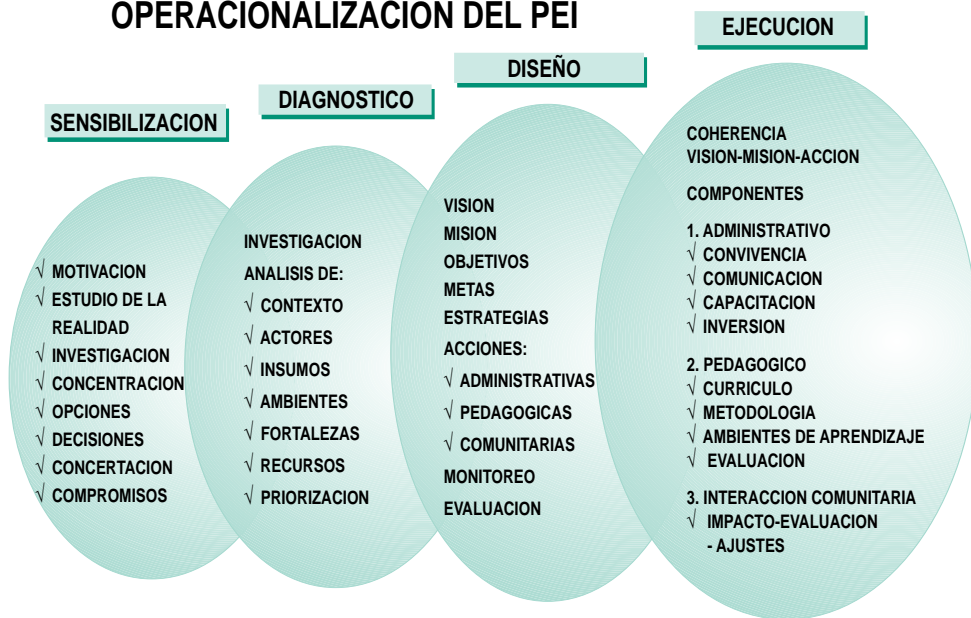 OPERACIONALIZACION DEL PEI
SENSIBILIZACION
√ MOTIVACION
√ ESTUDIO DE LA
REALIDAD
√ INVESTIGACION
√ CONCENTRACION
√ OPCIONES
√ DECISIONES
√ CONCERTACION
√ COMPROMISOS
DIAGNOSTICO
INVESTIGACION
ANALISIS DE:
√ CONTEXTO
√ ACTORES
√ INSUMOS
√ AMBIENTES
√ FORTALEZAS
√ RECURSOS
√ PRIORIZACION
DISEÑO
VISION
MISION
OBJETIVOS
METAS
ESTRATEGIAS
ACCIONES:
√ ADMINISTRATIVAS
√ PEDAGOGICAS
√ COMUNITARIAS
MONITOREO
EVALUACION
EJECUCION
COHERENCIA
VISION-MISION-ACCION
COMPONENTES
1. ADMINISTRATIVO
√ CONVIVENCIA
√ COMUNICACION
√ CAPACITACION
√ INVERSION
2. PEDAGOGICO
√ CURRICULO
√ METODOLOGIA
√ AMBIENTES DE APRENDIZAJE
√ EVALUACION
3. INTERACCION COMUNITARIA
√ IMPACTO-EVALUACION
- AJUSTES